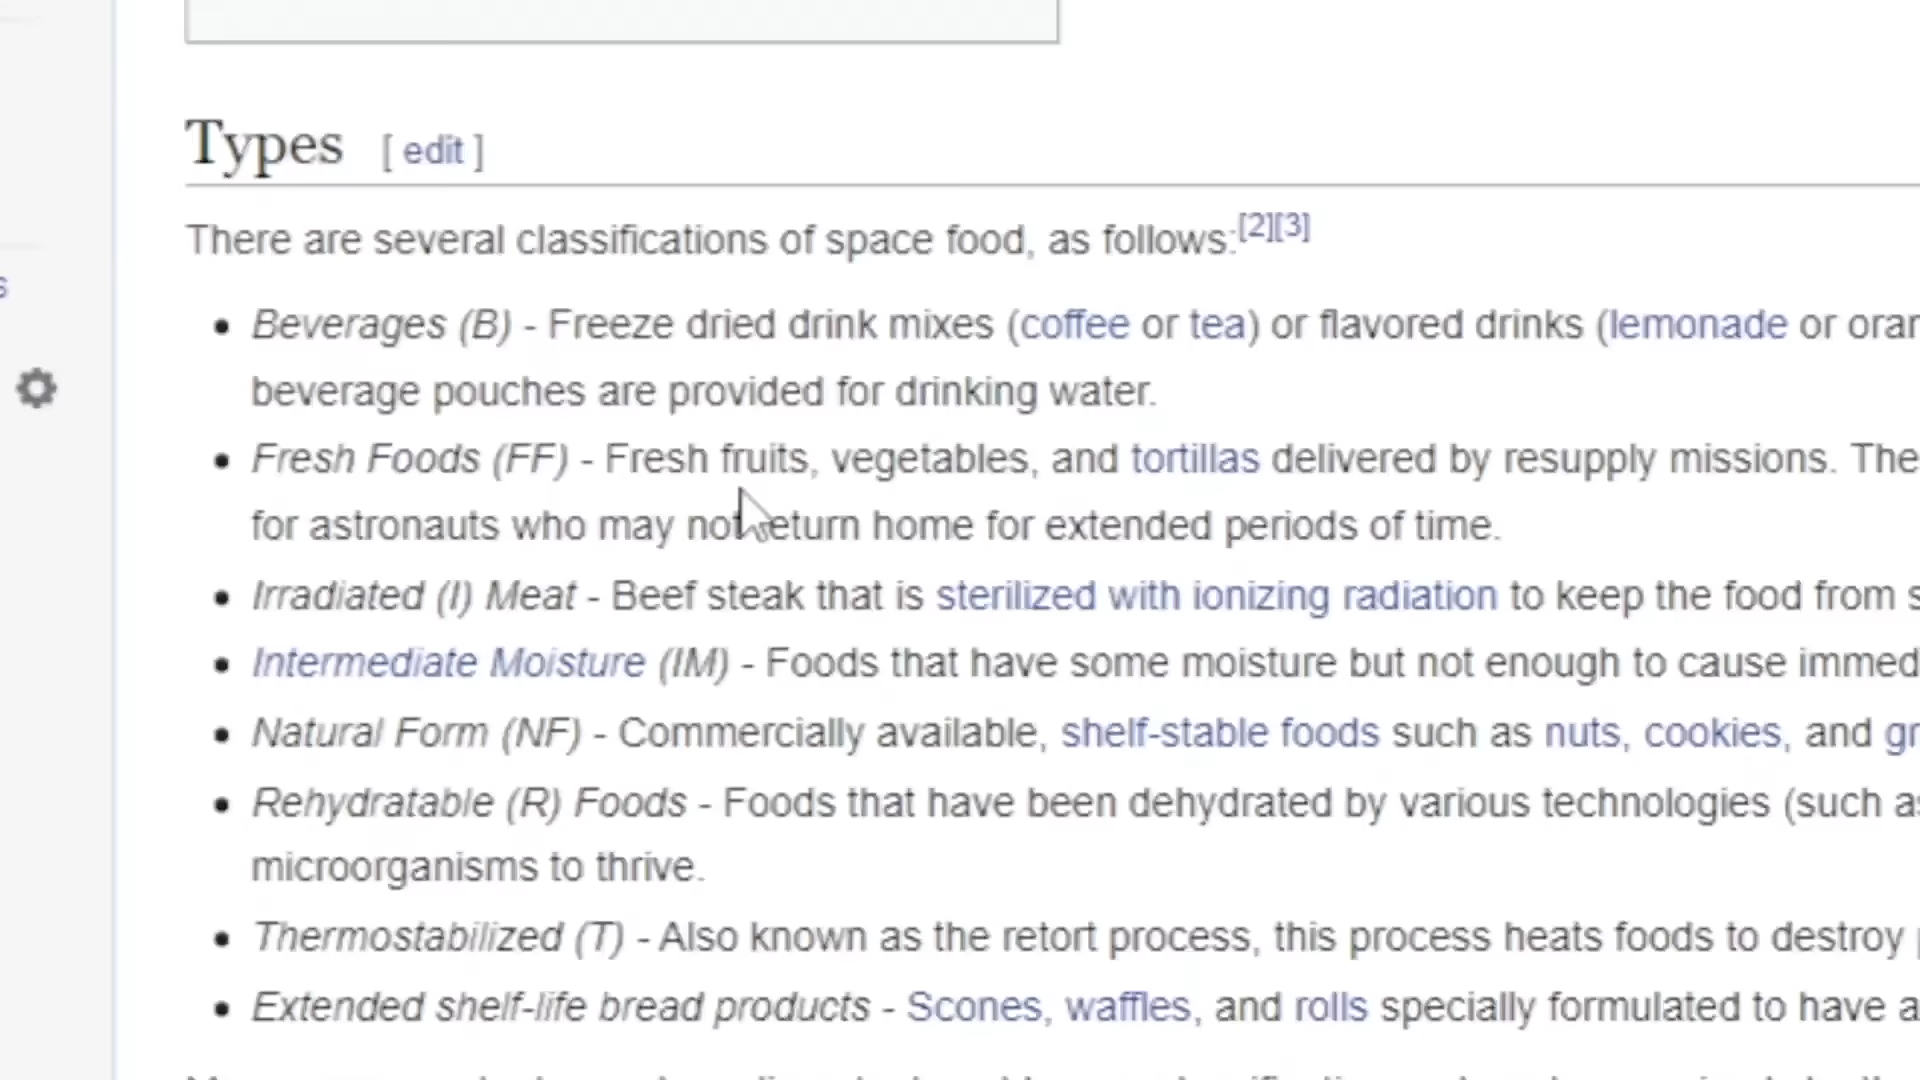 Types [ edit ]
There are several classifications of space food, as follows:[2][3]
• Beverages (B) - Freeze dried drink mixes (coffee or tea) or flavored drinks (lemonade or
beverage pouches are provided for drinking water.
• Fresh Foods (FF) - Fresh fruits, vegetables, and tortillas delivered by resupply missions.
for astronauts who may not return home for extended periods of time.
• Irradiated (I) Meat - Beef steak that is sterilized with ionizing radiation to keep the food from
• Intermediate Moisture (IM) - Foods that have some moisture but not enough to cause
• Natural Form (NF) - Commercially available, shelf-stable foods such as nuts, cookies, and
• Rehydratable (R) Foods - Foods that have been dehydrated by various technologies (such as
microorganisms to thrive.
• Thermostabilized (T) - Also known as the retort process, this process heats foods to destroy
• Extended shelf-life bread products - Scones, waffles, and rolls specially formulated to have a